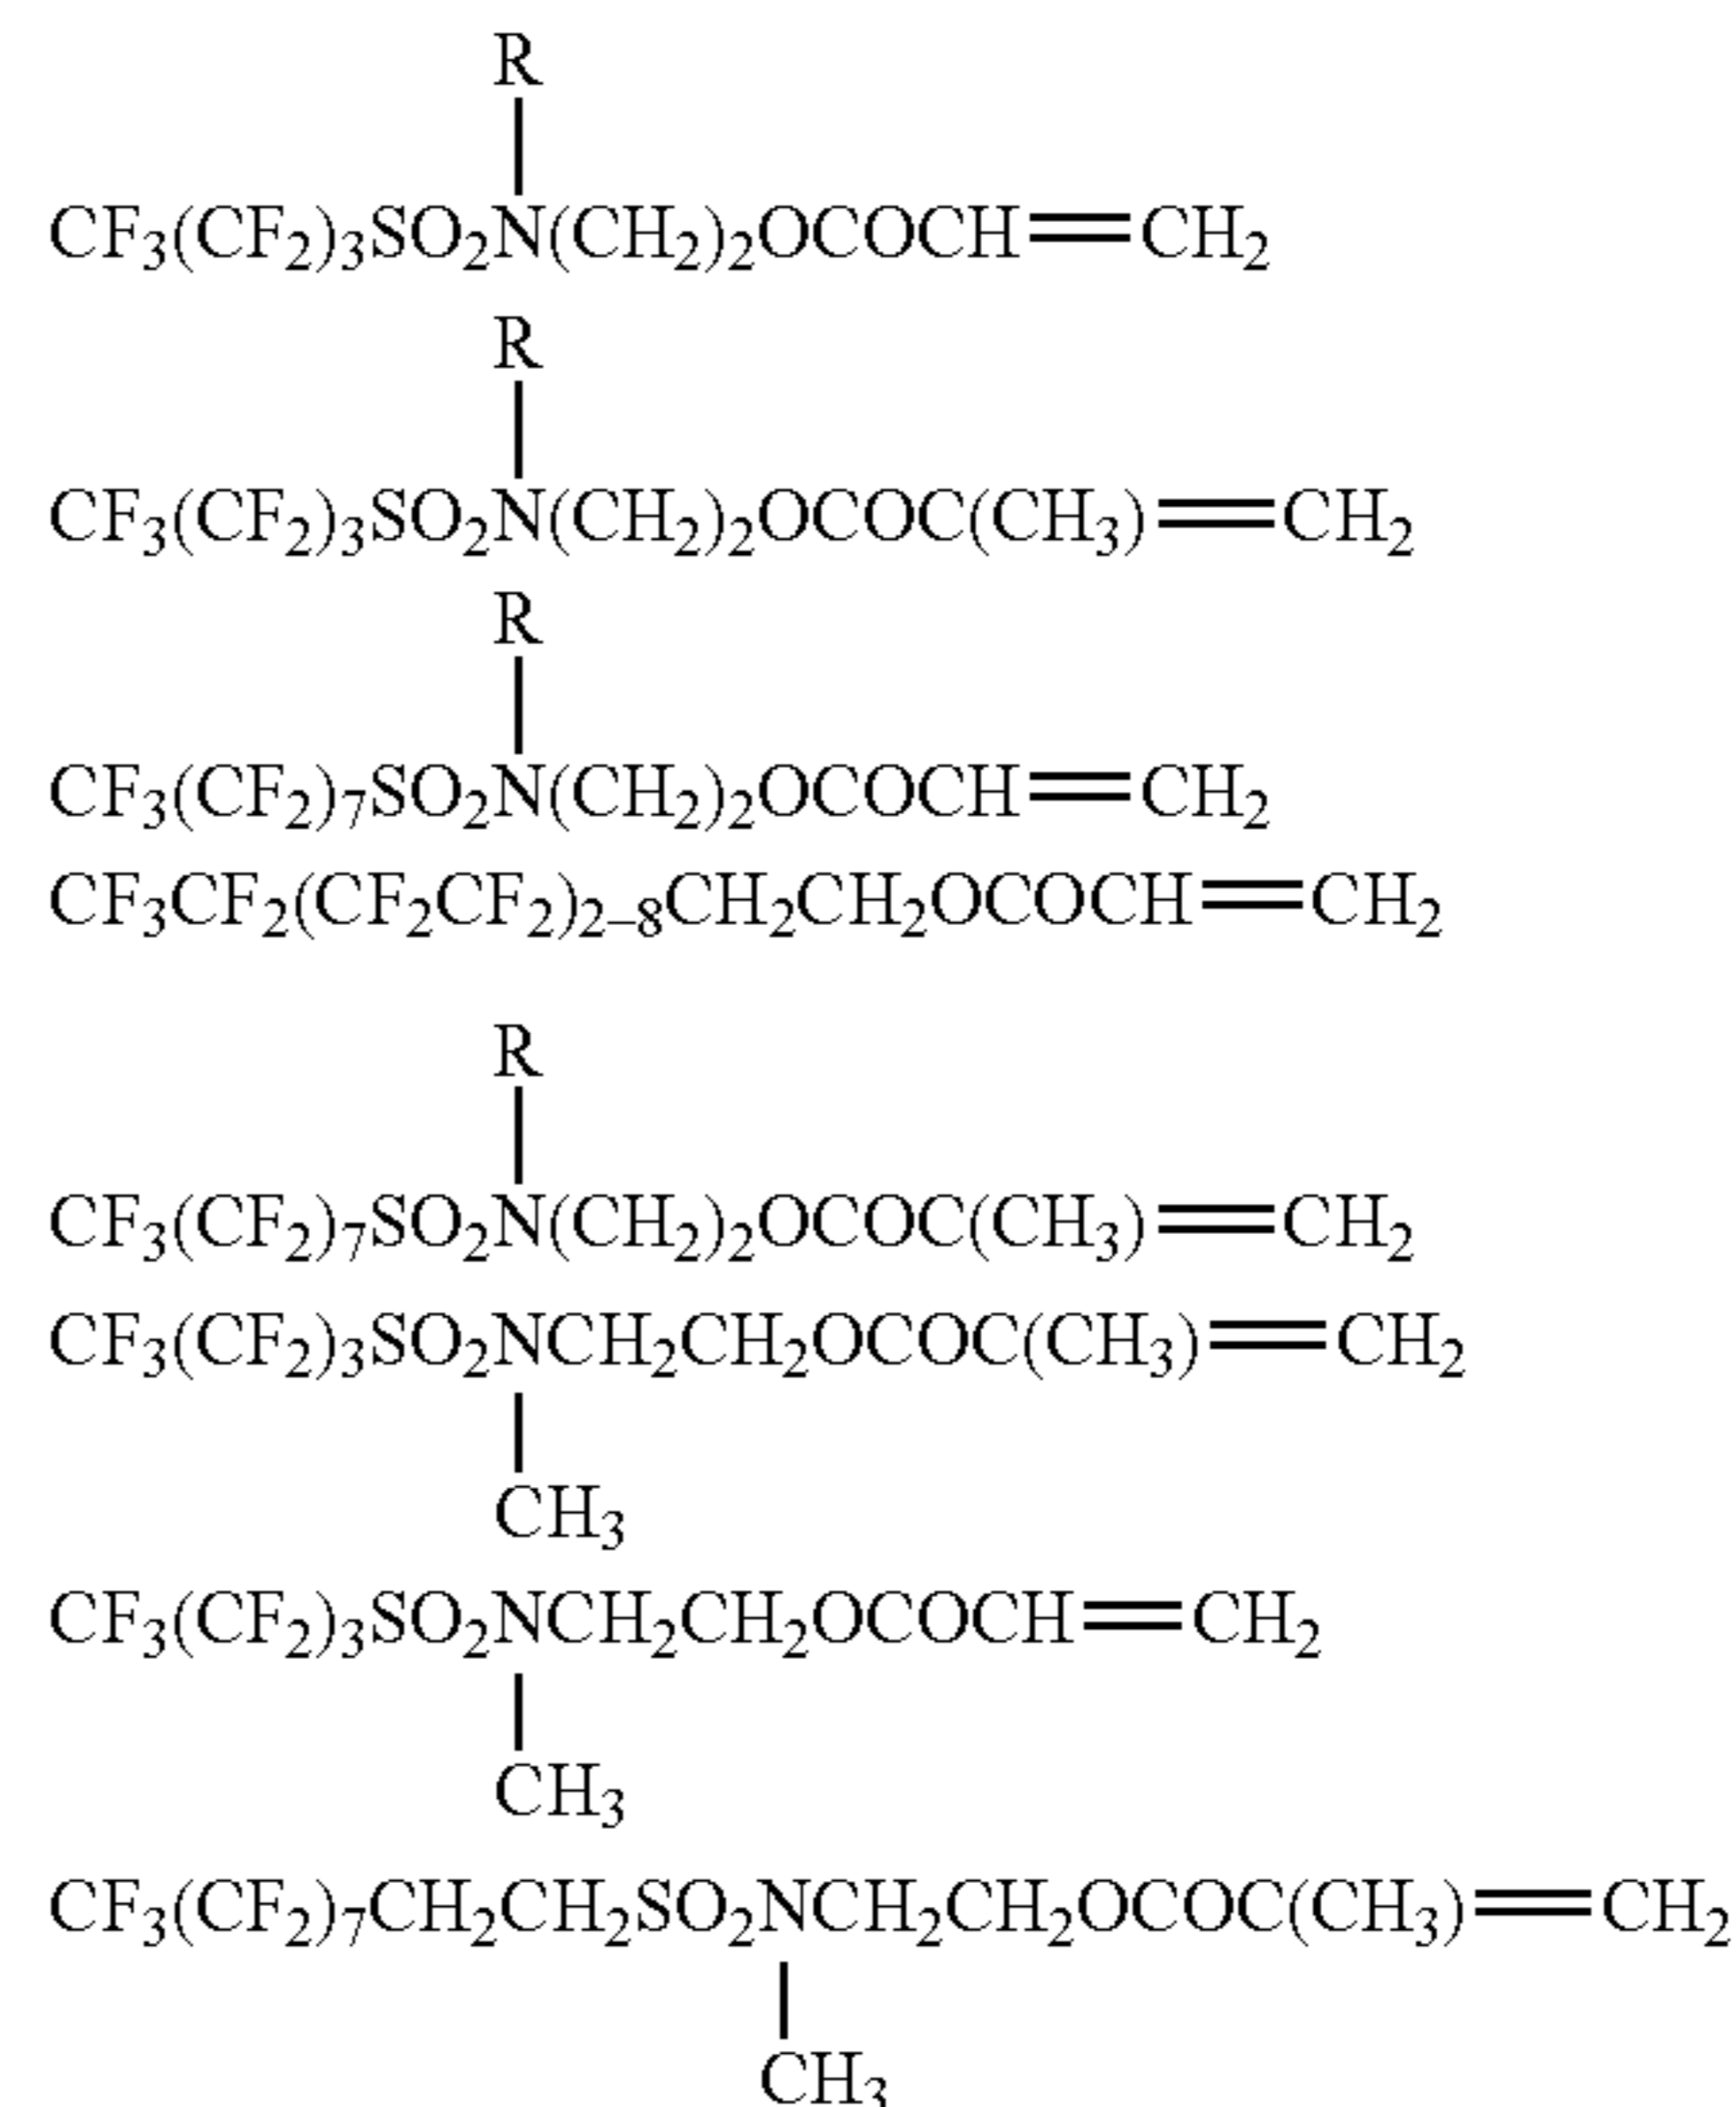 R
CF₃(CF₂)₃SO₂N(CH₂)₂OCOCH=CH₂
R
CF₃(CF₂)₃SO₂N(CH₂)₂OCOC(CH₃)=CH₂
R
CF₃(CF₂)₇SO₂N(CH₂)₂OCOCH=CH₂
CF₃CF₂(CF₂CF₂)₂₋₈CH₂CH₂OCOCH=CH₂
R
CF₃(CF₂)₇SO₂N(CH₂)₂OCOC(CH₃)=CH₂
CF₃(CF₂)₃SO₂NCH₂CH₂OCOC(CH₃)=CH₂
CH₃
CF₃(CF₂)₃SO₂NCH₂CH₂OCOCH=CH₂
CH₃
CF₃(CF₂)₇CH₂CH₂SO₂NCH₂CH₂OCOC(CH₃)=CH₂
CH₃